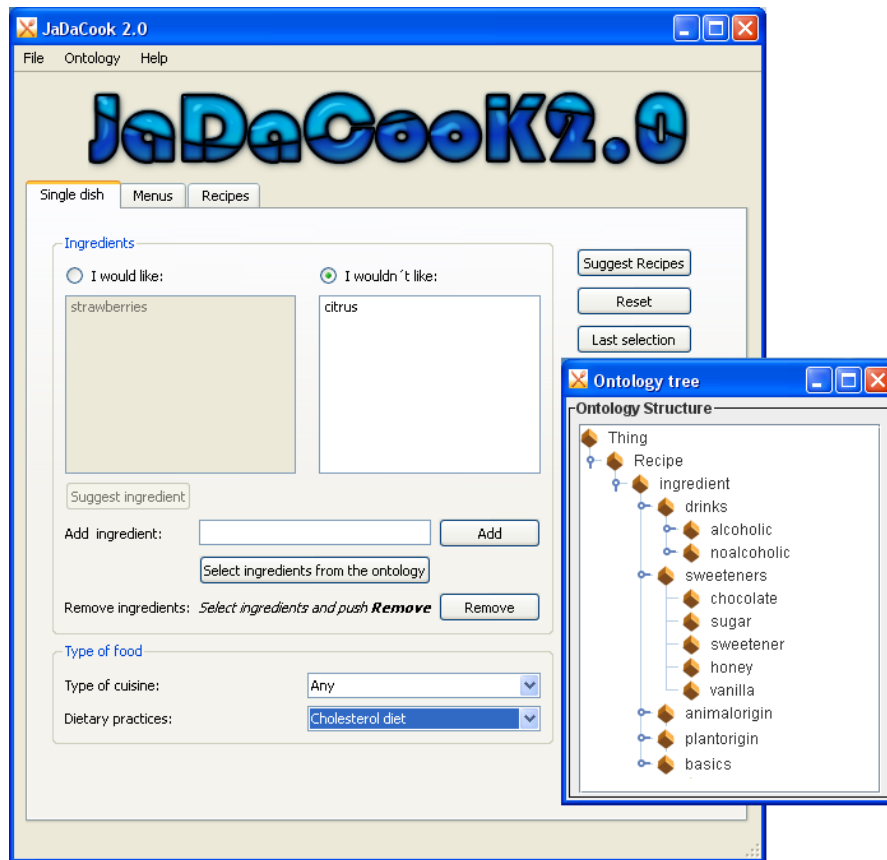 JaDaCook 2.0
File Ontology Help
JaDaCooK2.0
Single dish Menus Recipes
Ingredients
I would like: I wouldn´t like:
strawberries citrus
Suggest Recipes
Reset
Last selection
Suggest ingredient
Add ingredient: Add
Select ingredients from the ontology
Remove ingredients: Select ingredients and push Remove Remove
Type of food
Type of cuisine: Any
Dietary practices: Cholesterol diet
Ontology tree
Ontology Structure
Thing
Recipe
ingredient
drinks
alcoholic
noalcoholic
sweeteners
chocolate
sugar
sweetener
honey
vanilla
animalorigin
plantorigin
basics